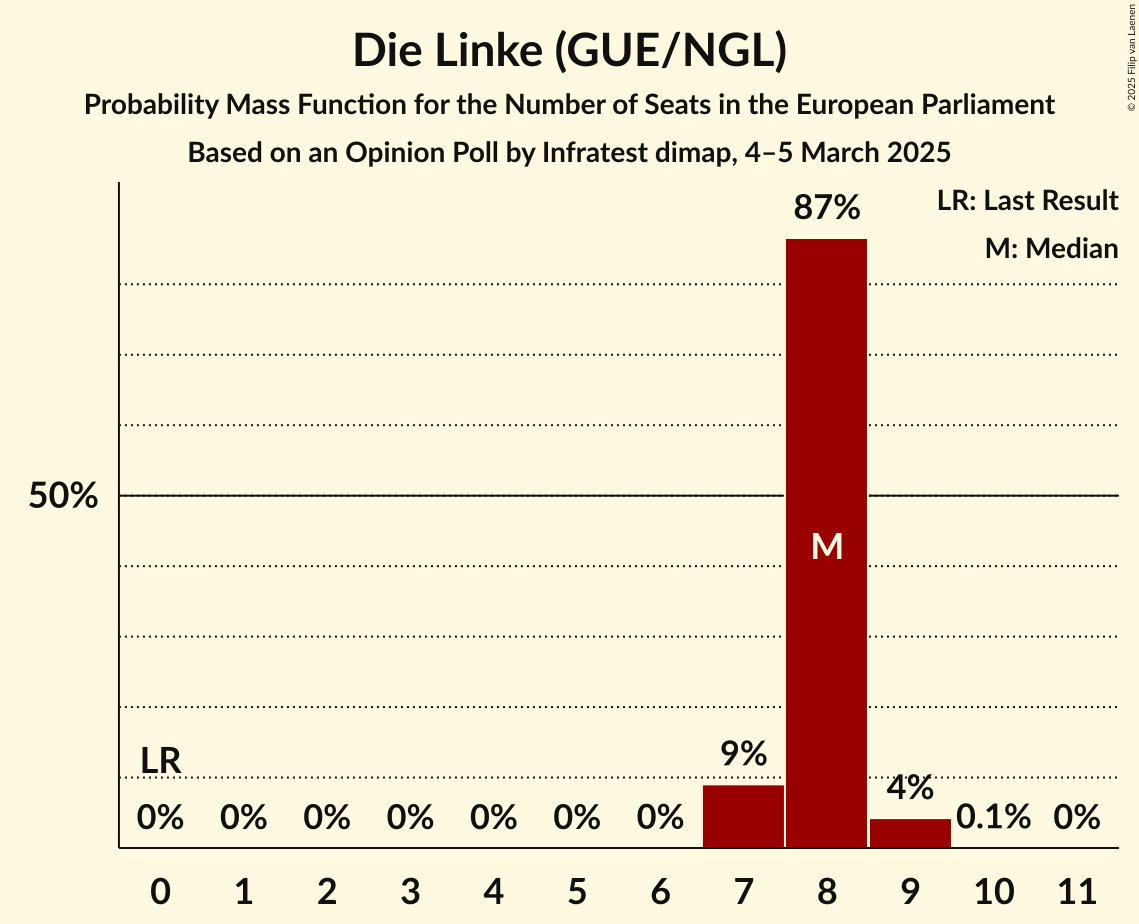 Die Linke (GUE/NGL)
Probability Mass Function for the Number of Seats in the European Parliament
Based on an Opinion Poll by Infratest dimap, 4–5 March 2025
© 2025 Filip van Laenen
LR: Last Result
M: Median
87%
50%
M
LR
9%
4%
0% 0% 0% 0% 0% 0% 0% 0.1% 0%
0 1 2 3 4 5 6 7 8 9 10 11